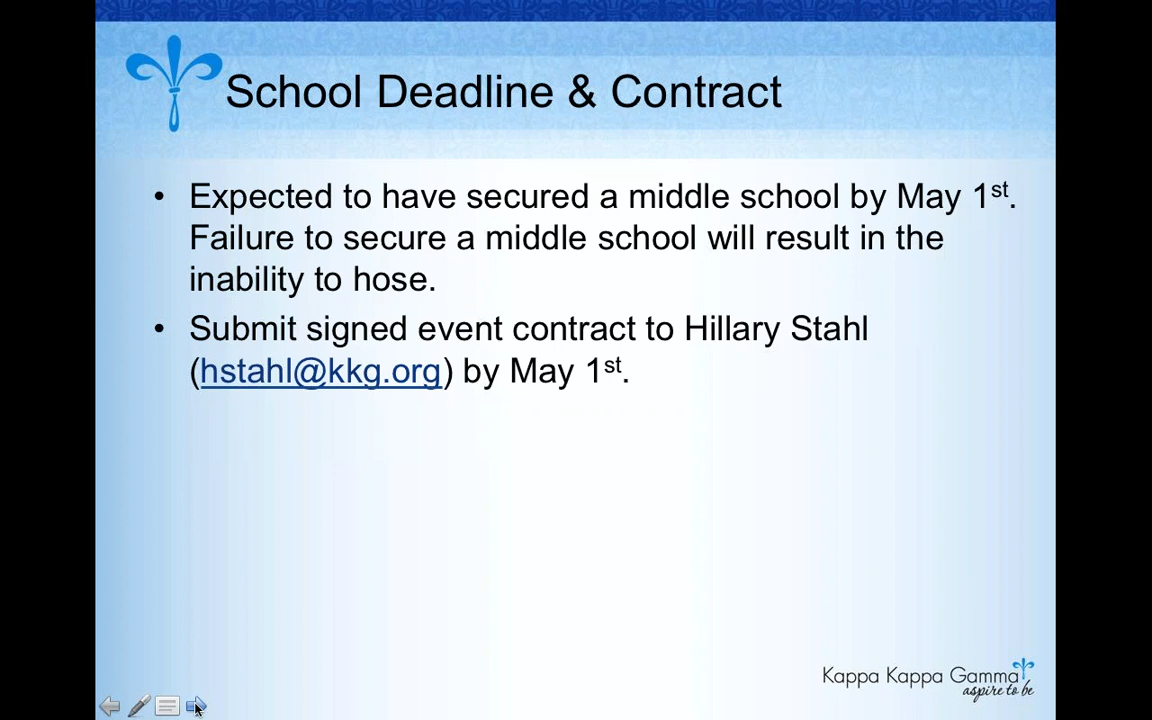 School Deadline & Contract
• Expected to have secured a middle school by May 1st.
Failure to secure a middle school will result in the
inability to hose.
• Submit signed event contract to Hillary Stahl
(hstahl@kkg.org) by May 1st.
Kappa Kappa Gamma
aspire to be